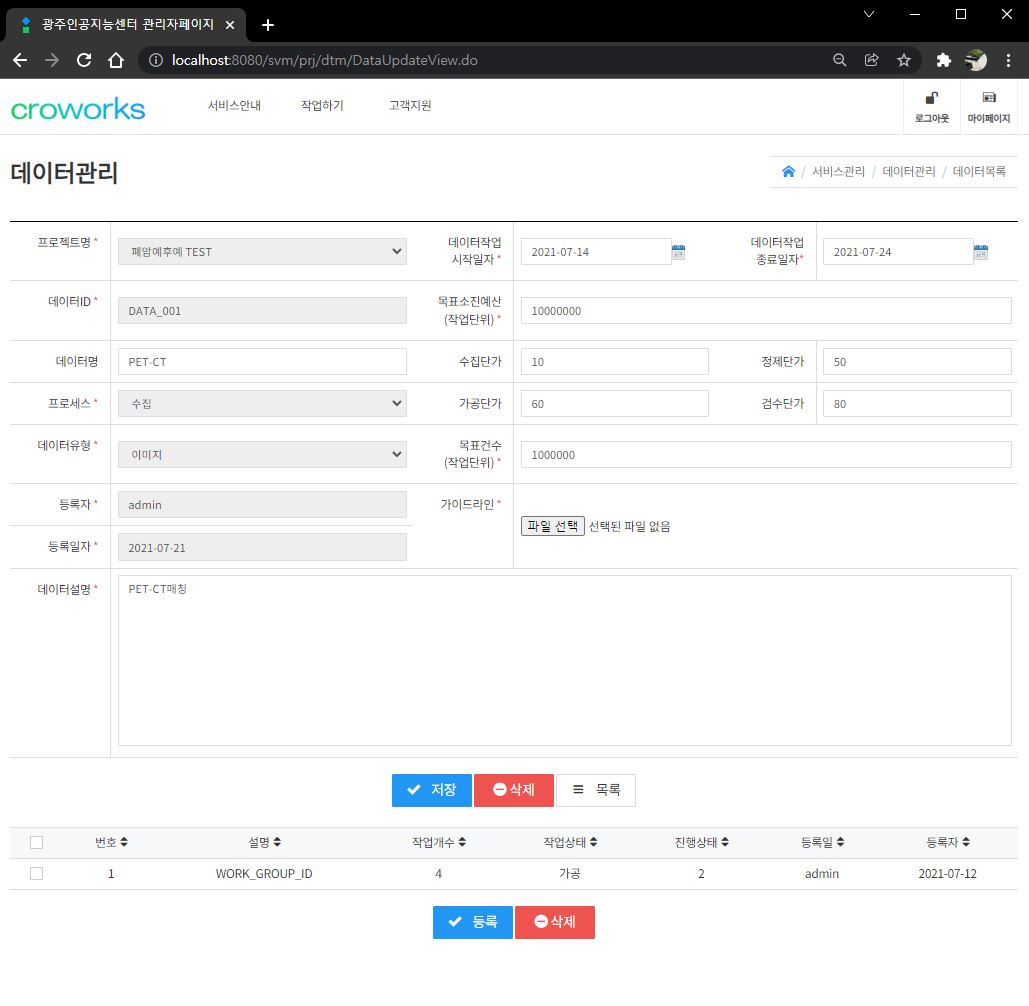 광주인공지능센터 관리자페이지
localhost:8080/svm/prj/dtm/DataUpdateView.do
croworks
서비스안내 작업하기 고객지원
로그아웃 마이페이지
데이터관리
/ 서비스관리 / 데이터관리 / 데이터목록
프로젝트명 *
폐암예후예 TEST
데이터작업
시작일자 *
2021-07-14
데이터작업
종료일자*
2021-07-24
데이터ID *
DATA_001
목표소진예산
(작업단위) *
10000000
데이터명
PET-CT
수집단가
10
정제단가
50
프로세스 *
수집
가공단가
60
검수단가
80
데이터유형 *
이미지
목표건수
(작업단위) *
1000000
등록자 *
admin
가이드라인 *
파일 선택 선택된 파일 없음
등록일자 *
2021-07-21
데이터설명 *
PET-CT매칭
저장 삭제 목록
번호 설명 작업개수 작업상태 진행상태 등록일 등록자
1 WORK_GROUP_ID 4 가공 2 admin 2021-07-12
등록 삭제